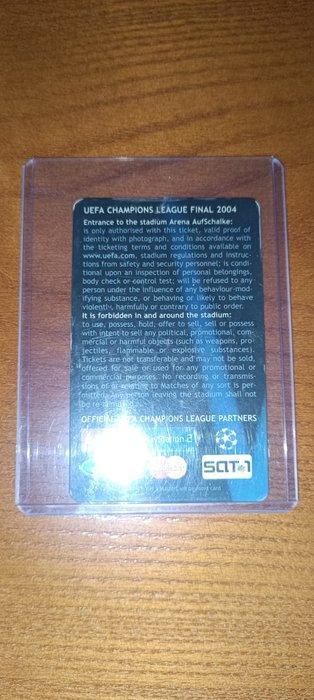 UEFA CHAMPIONS LEAGUE FINAL 2004
Entrance to the stadium Arena AufSchalke:
is only authorised with this ticket, valid proof of
identity with photograph, and in accordance with
the ticketing terms and conditions available on
www.uefa.com, stadium regulations and instruc-
tions from safety and security personnel; is condi-
tional upon an inspection of personal belongings,
body check or control test; will be refused to any
person under the influence of any behaviour-mod-
ifying substance, or behaving or likely to behave
violently, harmfully or contrary to public order.
It is forbidden in and around the stadium:
to use, possess, hold, offer to sell, sell or possess
with intent to sell any political, promotional, com-
mercial or harmful objects (such as weapons, pro-
jectiles, flammable or explosive substances).
Tickets are not transferable and may not be sold,
offered for sale or used for any promotional or
commercial purposes. No recording or transmis-
sions of or relating to Matches of any sort is per-
mitted. Any person leaving the stadium shall not
be
OFFICIAL UEFA CHAMPIONS LEAGUE PARTNERS
PlayStation.2
SAT.1